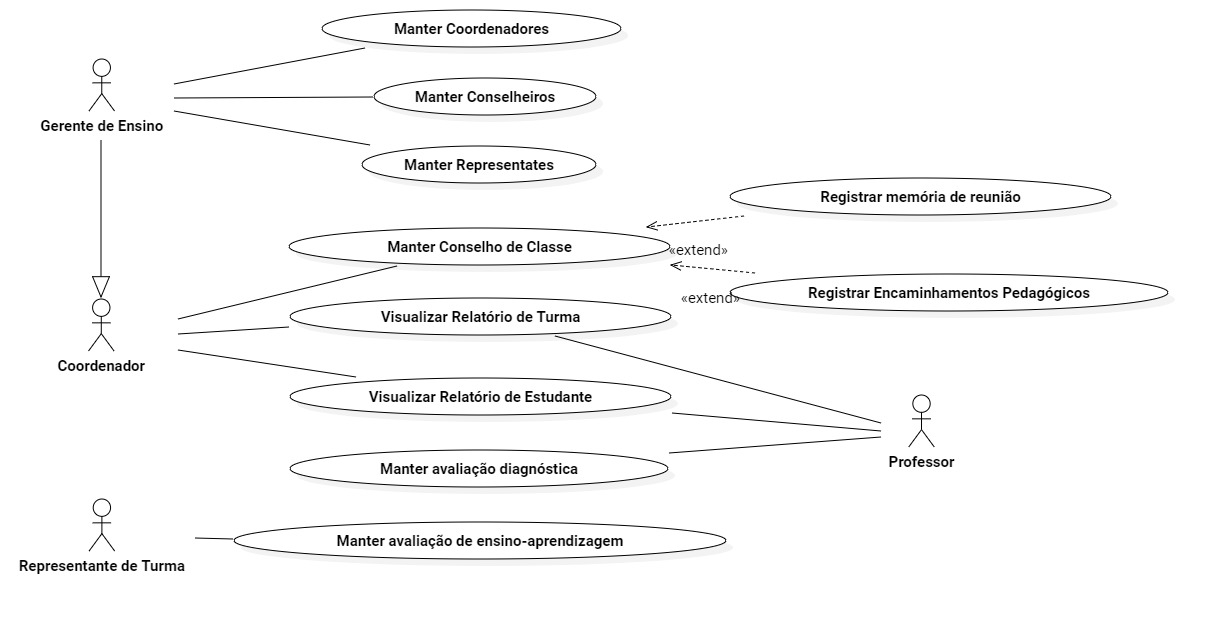 Manter Coordenadores
Manter Conselheiros
Gerente de Ensino
Manter Representates
Registrar memória de reunião
Manter Conselho de Classe
«extend»
Registrar Encaminhamentos Pedagógicos
«extend»
Visualizar Relatório de Turma
Coordenador
Visualizar Relatório de Estudante
Professor
Manter avaliação diagnóstica
Manter avaliação de ensino-aprendizagem
Representante de Turma